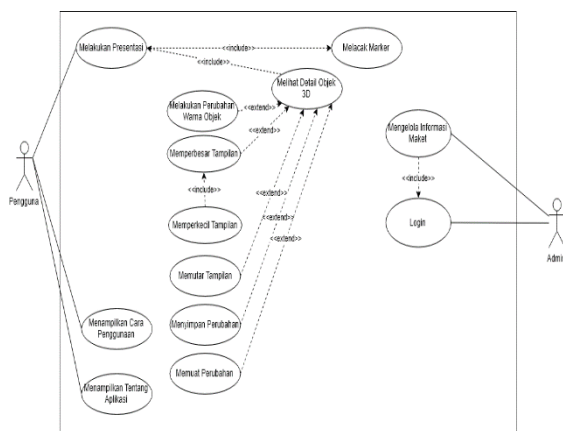 Melakukan Presentasi
<<include>>
Melacak Marker
<<include>>
Melihat Detail Objek
3D
Melakukan Perubahan
Warna Objek
<<extend>>
Memperbesar Tampilan
<<extend>>
Mengelola Informasi
Maket
Pengguna
<<include>>
<<include>>
<<extend>>
Memperkecil Tampilan
Login
<<extend>>
<<extend>>
Admin
Memutar Tampilan
Menampilkan Cara
Penggunaan
Menyimpan Perubahan
Memuat Perubahan
Menampilkan Tentang
Aplikasi